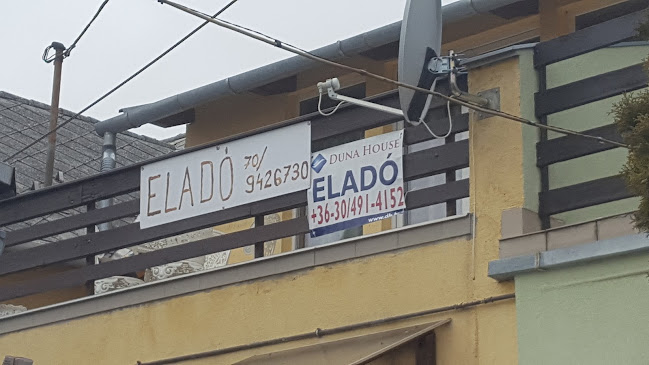 ELADÓ 70/
9426730
DUNA HOUSE
ELADÓ
+36-30/491-4152